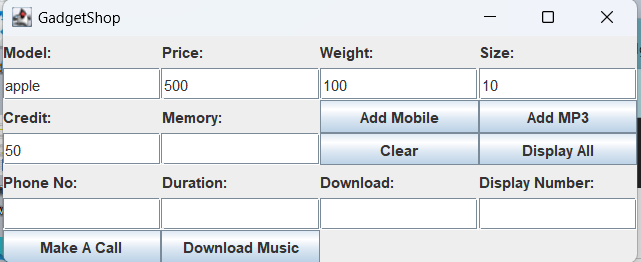 GadgetShop
Model: Price: Weight: Size:
apple 500 100 10
Credit: Memory: Add Mobile Add MP3
50 Clear Display All
Phone No: Duration: Download: Display Number:
Make A Call Download Music